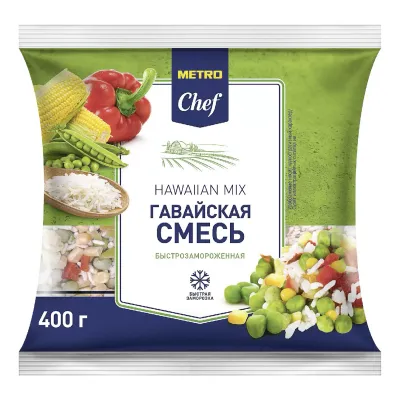 METRO
Chef
HAWAIIAN MIX
ГАВАЙСКАЯ
СМЕСЬ
БЫСТРОЗАМОРОЖЕННАЯ
БЫСТРАЯ
ЗАМОРОЗКА
400 г